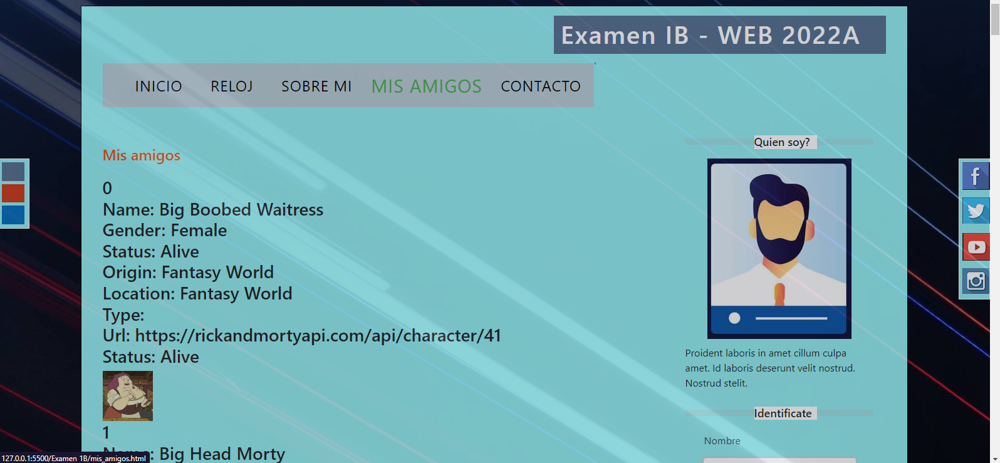 Examen IB - WEB 2022A
INICIO RELOJ SOBRE MI MIS AMIGOS CONTACTO
Mis amigos
0
Name: Big Boobed Waitress
Gender: Female
Status: Alive
Origin: Fantasy World
Location: Fantasy World
Type:
Url: https://rickandmortyapi.com/api/character/41
Status: Alive
1
Name: Big Head Morty
Quien soy?
Proident laboris in amet cillum culpa
amet. Id laboris deserunt velit nostrud.
Nostrud stelit.
Identificate
Nombre
127.0.0.1:5500/Examen 1B/mis_amigos.html